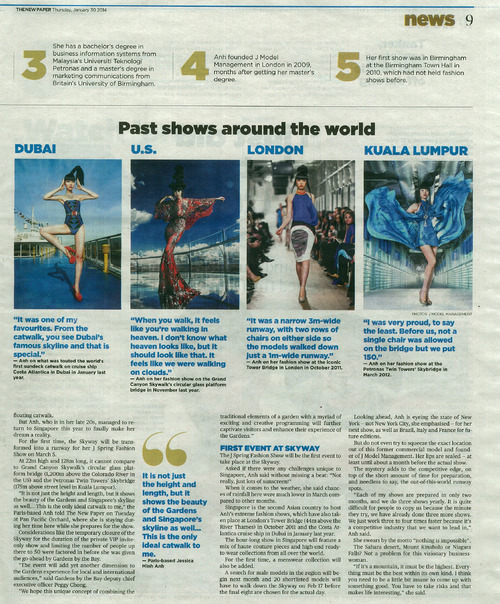 THE NEW PAPER Thursday, January 30 2014
news 9
3
She has a bachelor's degree in
business information systems from
Malaysia's Universiti Teknologi
Petronas and a master's degree in
marketing communications from
Britain's University of Birmingham.
4
Anh founded J Model
Management in London in 2009,
months after getting her master's
degree.
5
Her first show was in Birmingham
at the Birmingham Town Hall in
2010, which had not held fashion
shows before.
Past shows around the world
DUBAI
"It was one of my
favourites. From the
catwalk, you see Dubai's
famous skyline and that is
special."
— Anh on what was touted the world's
first sundeck catwalk on cruise ship
Costa Atlantica in Dubai in January last
year.
U.S.
"When you walk, it feels
like you're walking in
heaven. I don't know what
heaven looks like, but it
should look like that. It
feels like we were walking
on clouds."
— Anh on her fashion show on the Grand
Canyon Skywalk's circular glass platform
bridge in November last year.
LONDON
"It was a narrow 3m-wide
runway, with two rows of
chairs on either side so
the models walked down
just a 1m-wide runway."
— Anh on her fashion show at the iconic
Tower Bridge in London in October 2011.
KUALA LUMPUR
PHOTOS: J MODEL MANAGEMENT
"I was very proud, to say
the least. Before us, not a
single chair was allowed
on the bridge but we put
150."
— Anh on her fashion show at the
Petronas Twin Towers' Skybridge in
March 2012.
floating catwalk.
But Anh, who is in her late 20s, managed to re-
turn to Singapore this year to finally make her
dream a reality.
For the first time, the Skyway will be trans-
formed into a runway for her J Spring Fashion
Show on March 5.
At 22m high and 128m long, it cannot compare
to Grand Canyon Skywalk's circular glass plat-
form bridge (1,200m above the Colorado River in
the US) and the Petronas Twin Towers' Skybridge
(170m above street level in Kuala Lumpur).
"It is not just the height and length, but it shows
the beauty of the Gardens and Singapore's skyline
as well... This is the only ideal catwalk to me," the
Paris-based Anh told The New Paper on Tuesday
at Pan Pacific Orchard, where she is staying dur-
ing her time here while she prepares for the show.
Considerations like the temporary closure of the
Skyway for the duration of the private VIP invite-
only show and limiting the number of people up
there to 50 were factored in before she was given
the go-ahead by Gardens by the Bay.
"The event will add yet another dimension to
the Gardens experience for local and international
audiences," said Gardens by the Bay deputy chief
executive officer Peggy Chong.
"We hope this unique combination of the
It is not just
the height and
length, but it
shows the beauty
of the Gardens
and Singapore's
skyline as well...
This is the only
ideal catwalk to
me.
— Paris-based Jessica
Minh Anh
traditional elements of a garden with a myriad of
exciting and creative programming will further
captivate visitors and enhance their experience of
the Gardens."
FIRST EVENT AT SKYWAY
The J Spring Fashion Show will be the first event to
take place at the Skyway.
Asked if there were any challenges unique to
Singapore, Anh said without missing a beat: "Not
really, just lots of sunscreen!"
When it comes to the weather, she said chanc-
es of rainfall here were much lower in March com-
pared to other months.
Singapore is the second Asian country to host
Anh's extreme fashion shows, which have also tak-
en place at London's Tower Bridge (44m above the
River Thames) in October 2011 and the Costa At-
lantica cruise ship in Dubai in January last year.
The hour-long show in Singapore will feature a
mix of haute couture pieces and high-end ready-
to-wear collections from all over the world.
For the first time, a menswear collection will
also be added.
A search for male models in the region will be-
gin next month and 20 shortlisted models will
have to walk down the Skyway on Feb 17 before
the final eight are chosen for the actual day.
Looking ahead, Anh is eyeing the state of New
York - not New York City, she emphasised - for her
next show, as well as Brazil, Italy and France for fu-
ture editions.
But do not even try to squeeze the exact location
out of this former commercial model and found-
er of J Model Management. Her lips are sealed - at
least until about a month before the actual show.
The mystery adds to the competitive edge, on
top of the short amount of time for preparation,
and needless to say, the out-of-this-world runway
spots.
"Each of my shows are prepared in only two
months, and we do three shows yearly. It is quite
difficult for people to copy us because the minute
they try, we have already done three more shows.
We just work three to four times faster because it's
a competitive industry that we want to lead in,"
Anh said.
She swears by the motto "nothing is impossible".
The Sahara desert, Mount Kinabalu or Niagara
Falls? Not a problem for this visionary business-
woman.
"If it's a mountain, it must be the highest. Every-
thing must be the best within its own kind. I think
you need to be a little bit insane to come up with
something good. You have to take risks and that
makes life interesting," she said.